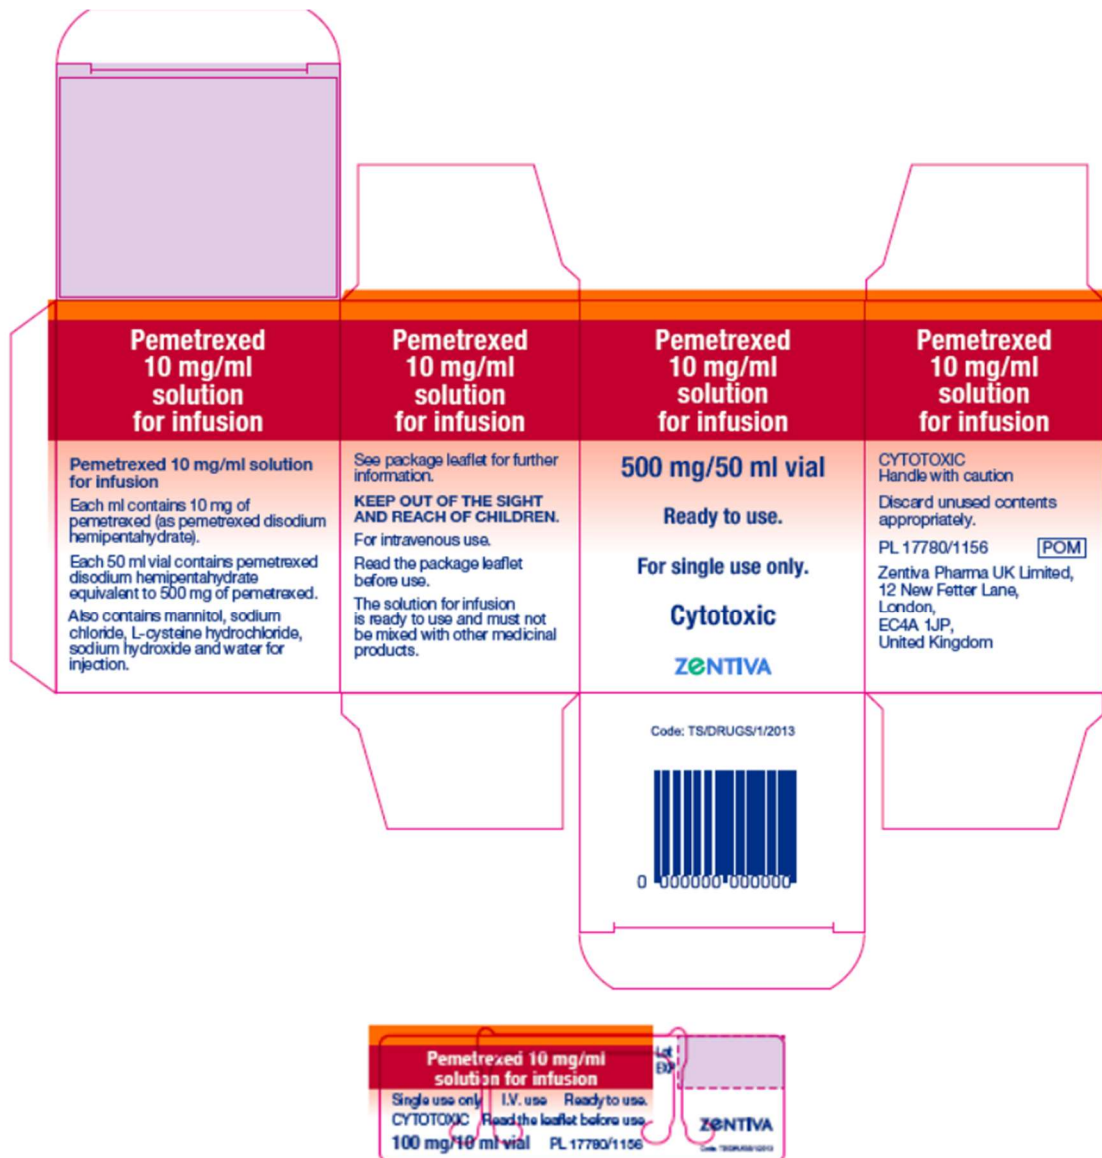 Pemetrexed
10 mg/ml
solution
for infusion
Pemetrexed 10 mg/ml solution
for infusion
Each ml contains 10 mg of
pemetrexed (as pemetrexed disodium
hemipentahydrate).
Each 50 ml vial contains pemetrexed
disodium hemipentahydrate
equivalent to 500 mg of pemetrexed.
Also contains mannitol, sodium
chloride, L-cysteine hydrochloride,
sodium hydroxide and water for
injection.
Pemetrexed
10 mg/ml
solution
for infusion
See package leaflet for further
information.
KEEP OUT OF THE SIGHT
AND REACH OF CHILDREN.
For intravenous use.
Read the package leaflet
before use.
The solution for infusion
is ready to use and must not
be mixed with other medicinal
products.
Pemetrexed
10 mg/ml
solution
for infusion
500 mg/50 ml vial
Ready to use.
For single use only.
Cytotoxic
ZENTIVA
Code: TS/DRUGS/1/2013
0 000000 000000
Pemetrexed
10 mg/ml
solution
for infusion
CYTOTOXIC
Handle with caution
Discard unused contents
appropriately.
PL 17780/1156 POM
Zentiva Pharma UK Limited,
12 New Fetter Lane,
London,
EC4A 1JP,
United Kingdom
Pemetrexed 10 mg/ml
solution for infusion
Single use only I.V. use Ready to use.
CYTOTOXIC Read the leaflet before use
100 mg/10 ml vial PL 17780/1156
Lot
EXP
ZENTIVA